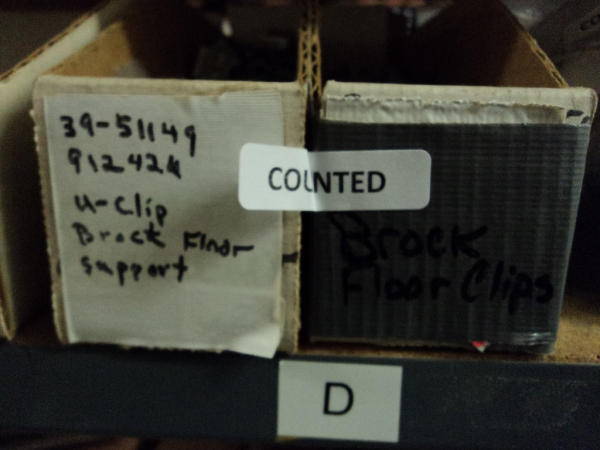 39-51149
912424
U-Clip
Brock Floor
Support
COUNTED
Brock
Floor Clips
D